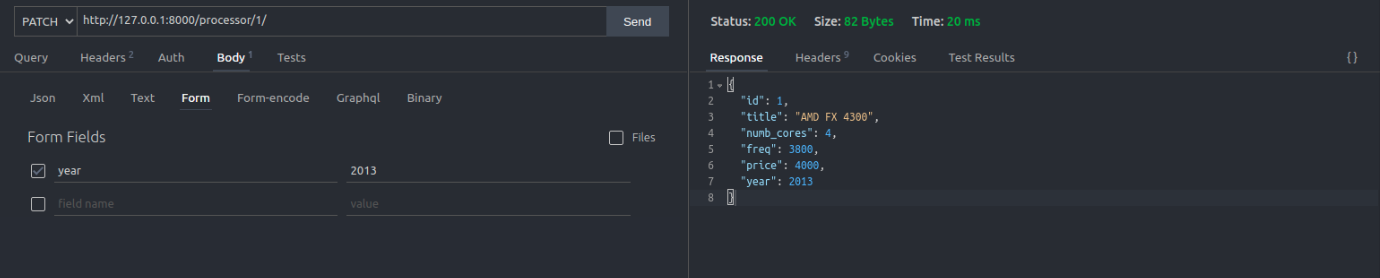 PATCH http://127.0.0.1:8000/processor/1/ Send
Query Headers 2 Auth Body 1 Tests
Json Xml Text Form Form-encode Graphql Binary
Form Fields Files
year 2013
field name value
Status: 200 OK Size: 82 Bytes Time: 20 ms
Response Headers 9 Cookies Test Results {}
1 {
2 "id": 1,
3 "title": "AMD FX 4300",
4 "numb_cores": 4,
5 "freq": 3800,
6 "price": 4000,
7 "year": 2013
8 }